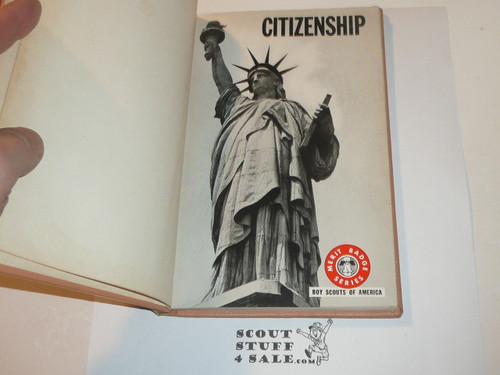 CITIZENSHIP
MERIT BADGE
SERIES
BOY SCOUTS OF AMERICA
SCOUT
STUFF
4 SALE.com